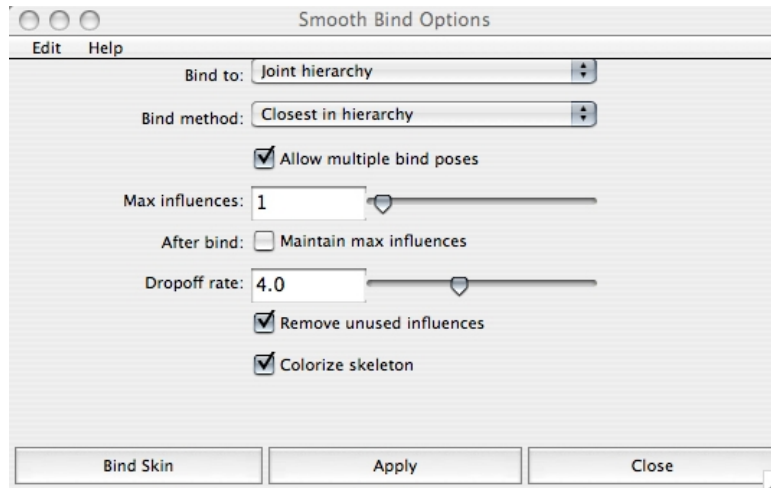 Smooth Bind Options
Edit Help
Bind to: Joint hierarchy
Bind method: Closest in hierarchy
Allow multiple bind poses
Max influences: 1
After bind: Maintain max influences
Dropoff rate: 4.0
Remove unused influences
Colorize skeleton
Bind Skin Apply Close